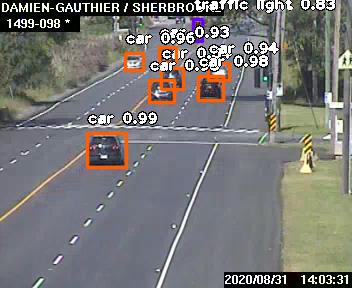 DAMIEN-GAUTHIER / SHERBRO
traffic light 0.83
1499-098 *
car 0.96
0.93
car 0.94
car 0.98
car 0.99
2020/08/31 14:03:31